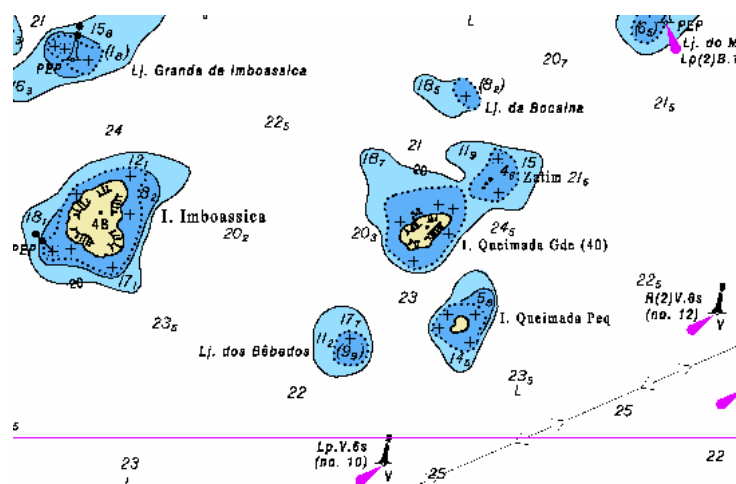 21
15₈
(1₈)
PEP
Lj. Grande de Imboassica
6₃
24
22₅
20₇
18₅
(8₂)
Lj. da Bocaina
(6₅)
PEP
Lj. do M
Lp(2)B.
21₅
12₁
8₂
I. Imboassica
48
18₁
PEP
20
17₁
20₂
18₇
21
20
11₉
15
4₆
Zatim
21₆
24₅
20₃
I. Queimada Gde (40)
23
22₅
R(2)V.6s
(no. 12)
V
23₅
17₇
11₂
(9₉)
Lj. dos Bêbados
5₈
I. Queimada Peq
14₅
23₅
22
25
Lp.V.6s
(no. 10)
V
23
25
22